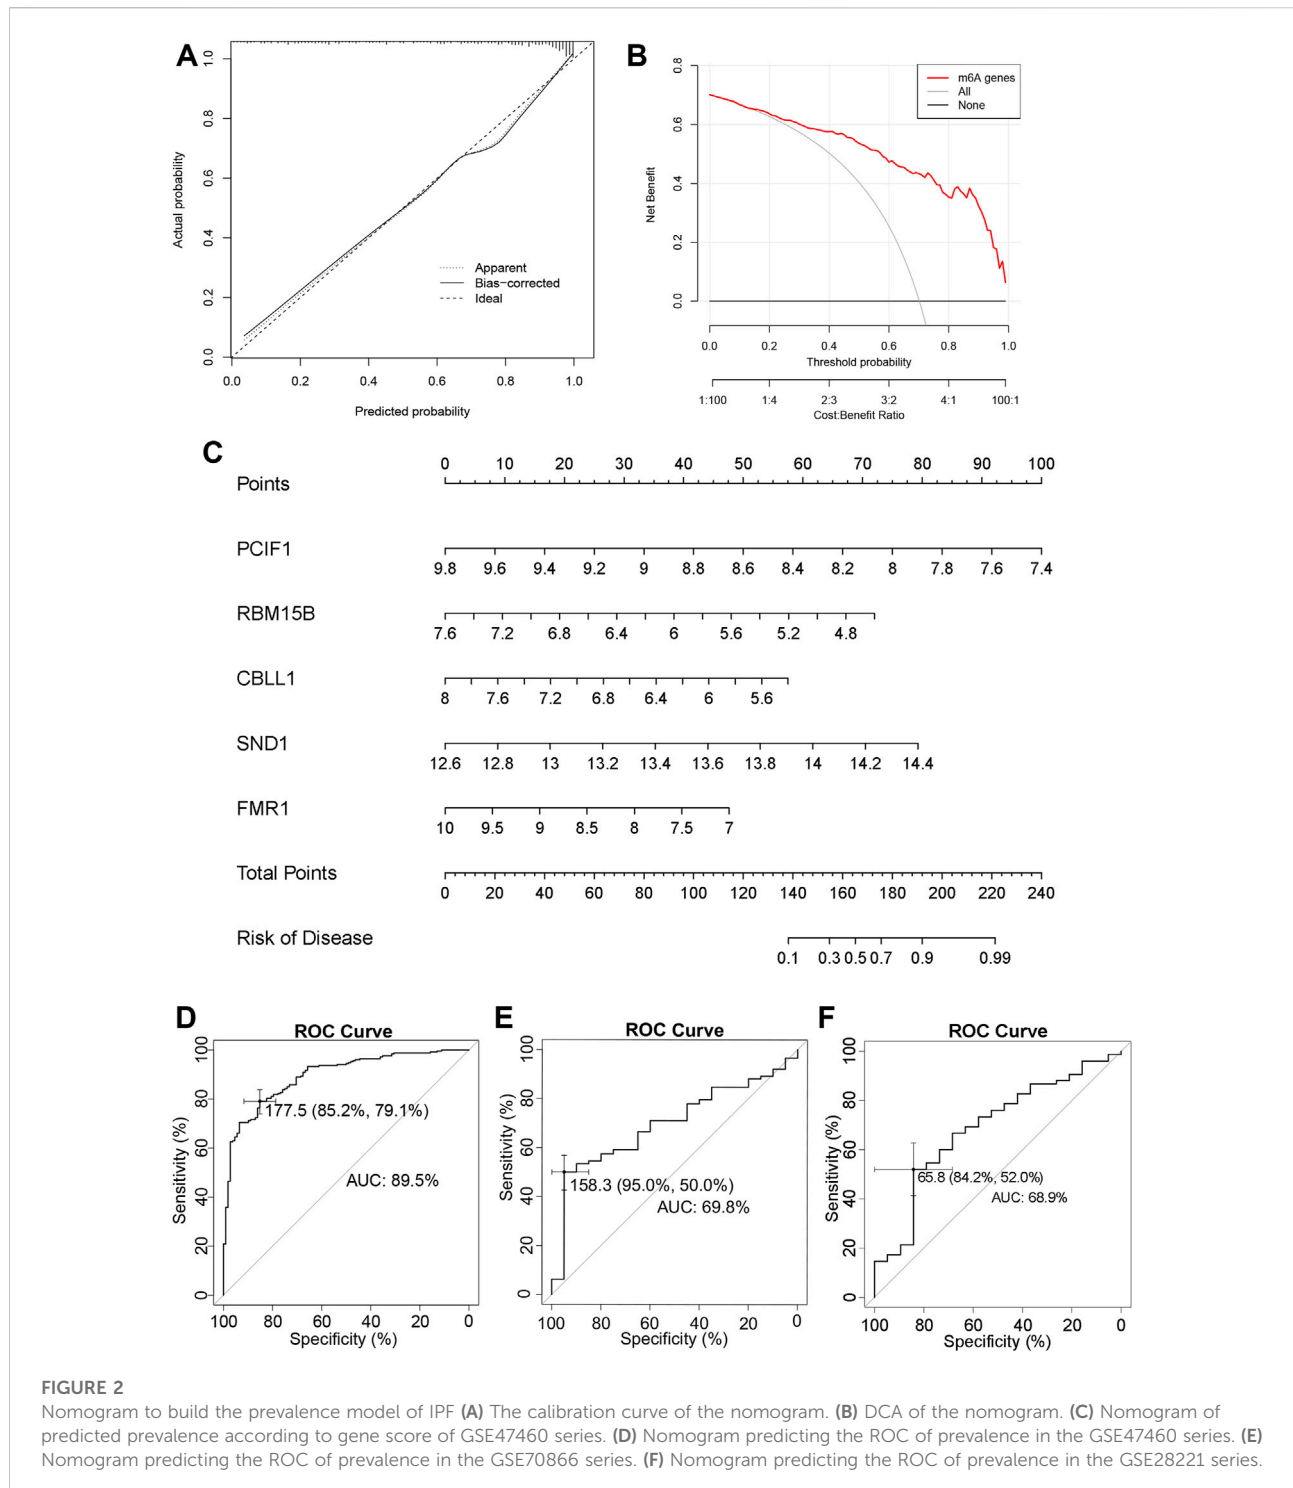 A
1.0
0.8
0.6
0.4
0.2
0.0
Actual probability
Apparent
Bias-corrected
Ideal
0.0 0.2 0.4 0.6 0.8 1.0
Predicted probability
B
0.8
0.6
0.4
0.2
0.0
Net Benefit
m6A genes
All
None
0.0 0.2 0.4 0.6 0.8 1.0
Threshold probability
1:100 1:4 2:3 3:2 4:1 100:1
Cost:Benefit Ratio
C
0 10 20 30 40 50 60 70 80 90 100
Points
PCIF1
9.8 9.6 9.4 9.2 9 8.8 8.6 8.4 8.2 8 7.8 7.6 7.4
RBM15B
7.6 7.2 6.8 6.4 6 5.6 5.2 4.8
CBLL1
8 7.6 7.2 6.8 6.4 6 5.6
SND1
12.6 12.8 13 13.2 13.4 13.6 13.8 14 14.2 14.4
FMR1
10 9.5 9 8.5 8 7.5 7
Total Points
0 20 40 60 80 100 120 140 160 180 200 220 240
Risk of Disease
0.1 0.3 0.5 0.7 0.9 0.99
D
ROC Curve
100
80
60
40
20
0
Sensitivity (%)
177.5 (85.2%, 79.1%)
AUC: 89.5%
100 80 60 40 20 0
Specificity (%)
E
ROC Curve
100
80
60
40
20
0
Sensitivity (%)
158.3 (95.0%, 50.0%)
AUC: 69.8%
100 80 60 40 20 0
Specificity (%)
F
ROC Curve
100
80
60
40
20
0
Sensitivity (%)
65.8 (84.2%, 52.0%)
AUC: 68.9%
100 80 60 40 20 0
Specificity (%)
FIGURE 2
Nomogram to build the prevalence model of IPF (A) The calibration curve of the nomogram. (B) DCA of the nomogram. (C) Nomogram of
predicted prevalence according to gene score of GSE47460 series. (D) Nomogram predicting the ROC of prevalence in the GSE47460 series. (E)
Nomogram predicting the ROC of prevalence in the GSE70866 series. (F) Nomogram predicting the ROC of prevalence in the GSE28221 series.